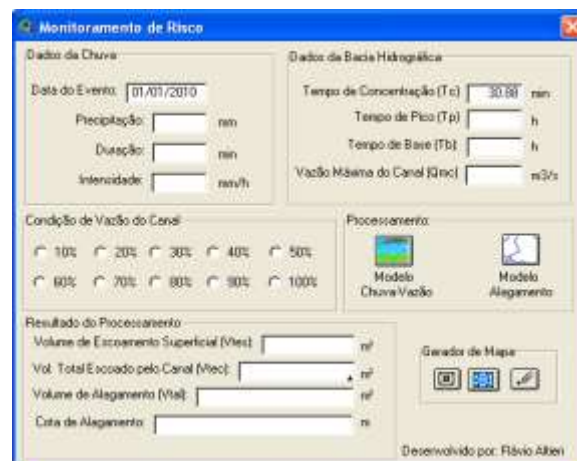 Monitoramento de Risco
Dados da Chuva
Data do Evento: 01/01/2010
Precipitação: mm
Duração: min
Intensidade: mm/h
Dados da Bacia Hidrográfica
Tempo de Concentração (Tc) 30.88 min
Tempo de Pico (Tp) h
Tempo de Base (Tb) h
Vazão Máxima do Canal (Qmc) m3/s
Condição de Vazão do Canal
10% 20% 30% 40% 50%
60% 70% 80% 90% 100%
Processamento:
Modelo Chuva-Vazão
Modelo Alagamento
Resultado do Processamento
Volume de Escoamento Superficial (Vtes): m³
Vol. Total Escoado pelo Canal (Vtec): m³
Volume de Alagamento (Vtal): m³
Cota de Alagamento: m
Gerador de Mapa:
Desenvolvido por: Flávio Altieri